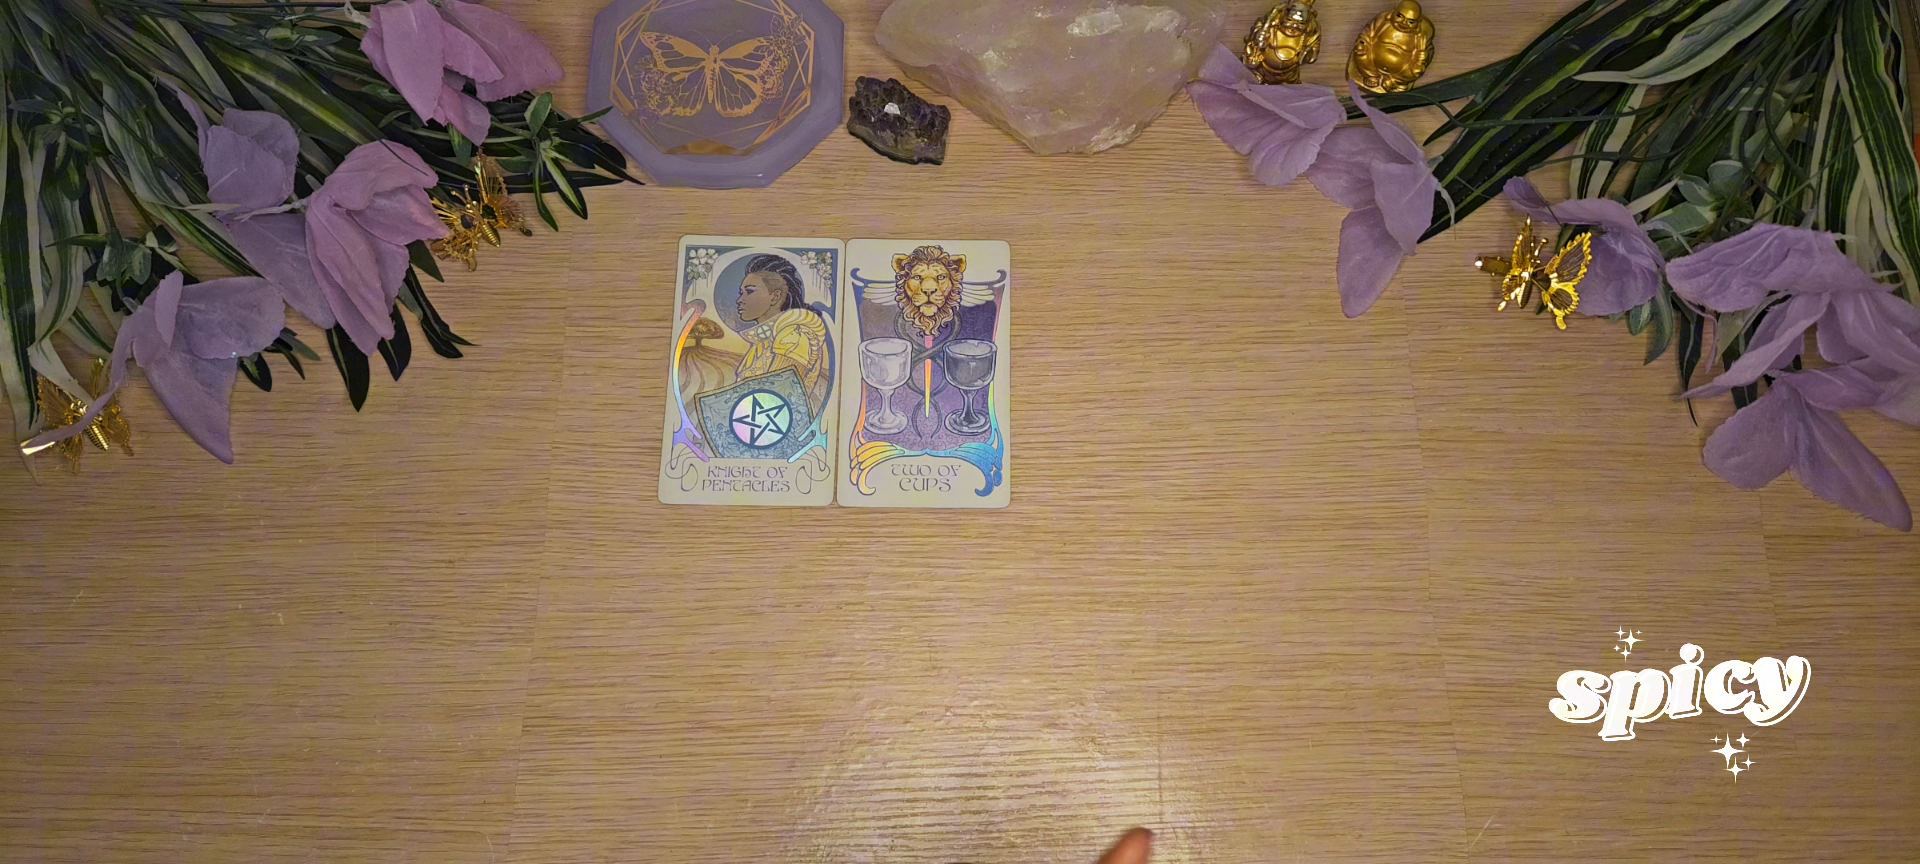 KNIGHT OF
PENTACLES
TWO OF
CUPS
spicy